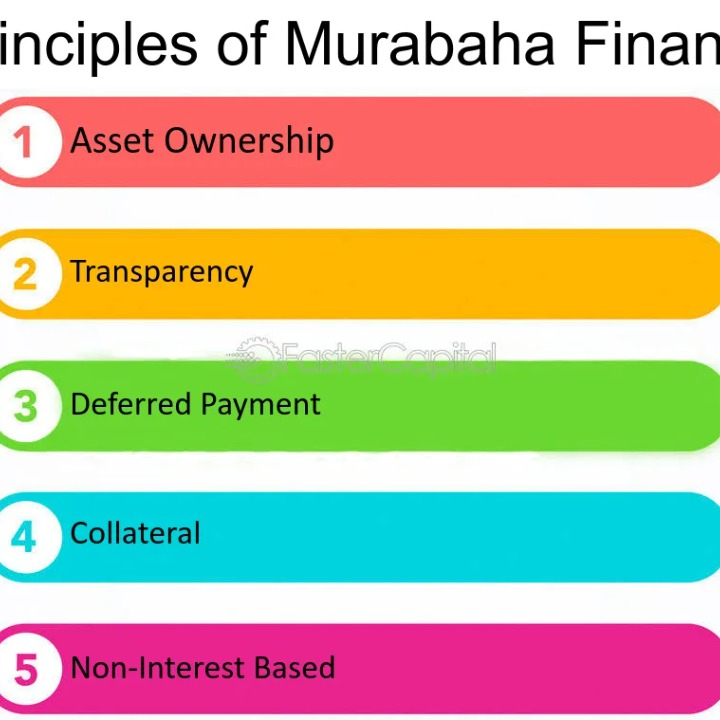 inciples of Murabaha Finan
1 Asset Ownership
2 Transparency
FasterCapital
3 Deferred Payment
4 Collateral
5 Non-Interest Based